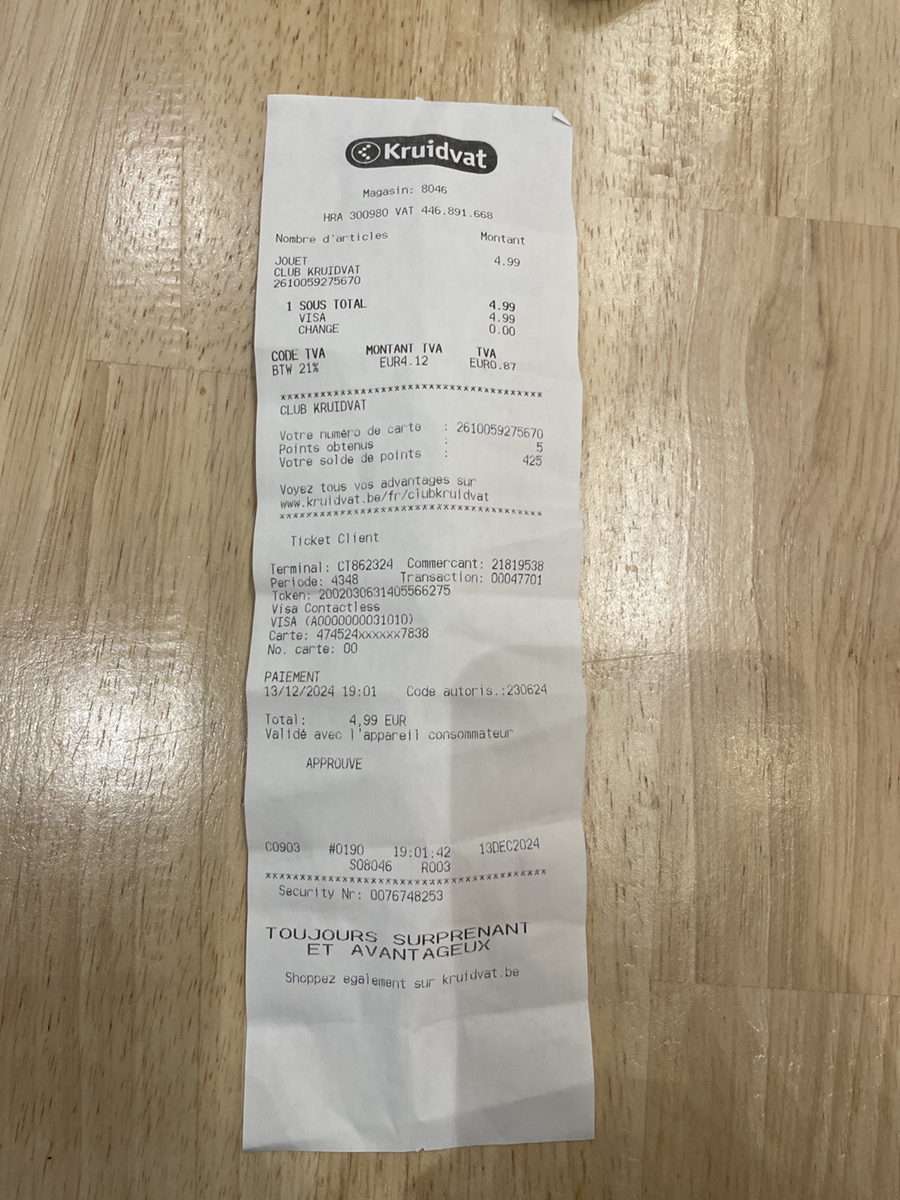 Kruidvat
Magasin: 8046
HRA 300980 VAT 446.891.668
Nombre d'articles Montant
JOUET 4.99
CLUB KRUIDVAT
2610059275670
1 SOUS TOTAL 4.99
VISA 4.99
CHANGE 0.00
CODE TVA MONTANT TVA TVA
BTW 21% EUR4.12 EUR0.87
****************************************
CLUB KRUIDVAT
Votre numéro de carte : 2610059275670
Points obtenus : 5
Votre solde de points : 425
Voyez tous vos advantages sur
www.kruidvat.be/fr/clubkruidvat
****************************************
Ticket Client
Terminal: CT862324 Commercant: 21819538
Periode: 4348 Transaction: 00047701
Token: 2002030631405566275
Visa Contactless
VISA (A0000000031010)
Carte: 474524xxxxxx7838
No. carte: 00
PAIEMENT
13/12/2024 19:01 Code autoris.:230624
Total: 4,99 EUR
Validé avec l'appareil consommateur
APPROUVE
C0903 #0190 19:01:42 13DEC2024
S08046 R003
****************************************
Security Nr: 0076748253
TOUJOURS SURPRENANT
ET AVANTAGEUX
Shoppez egalement sur kruidvat.be